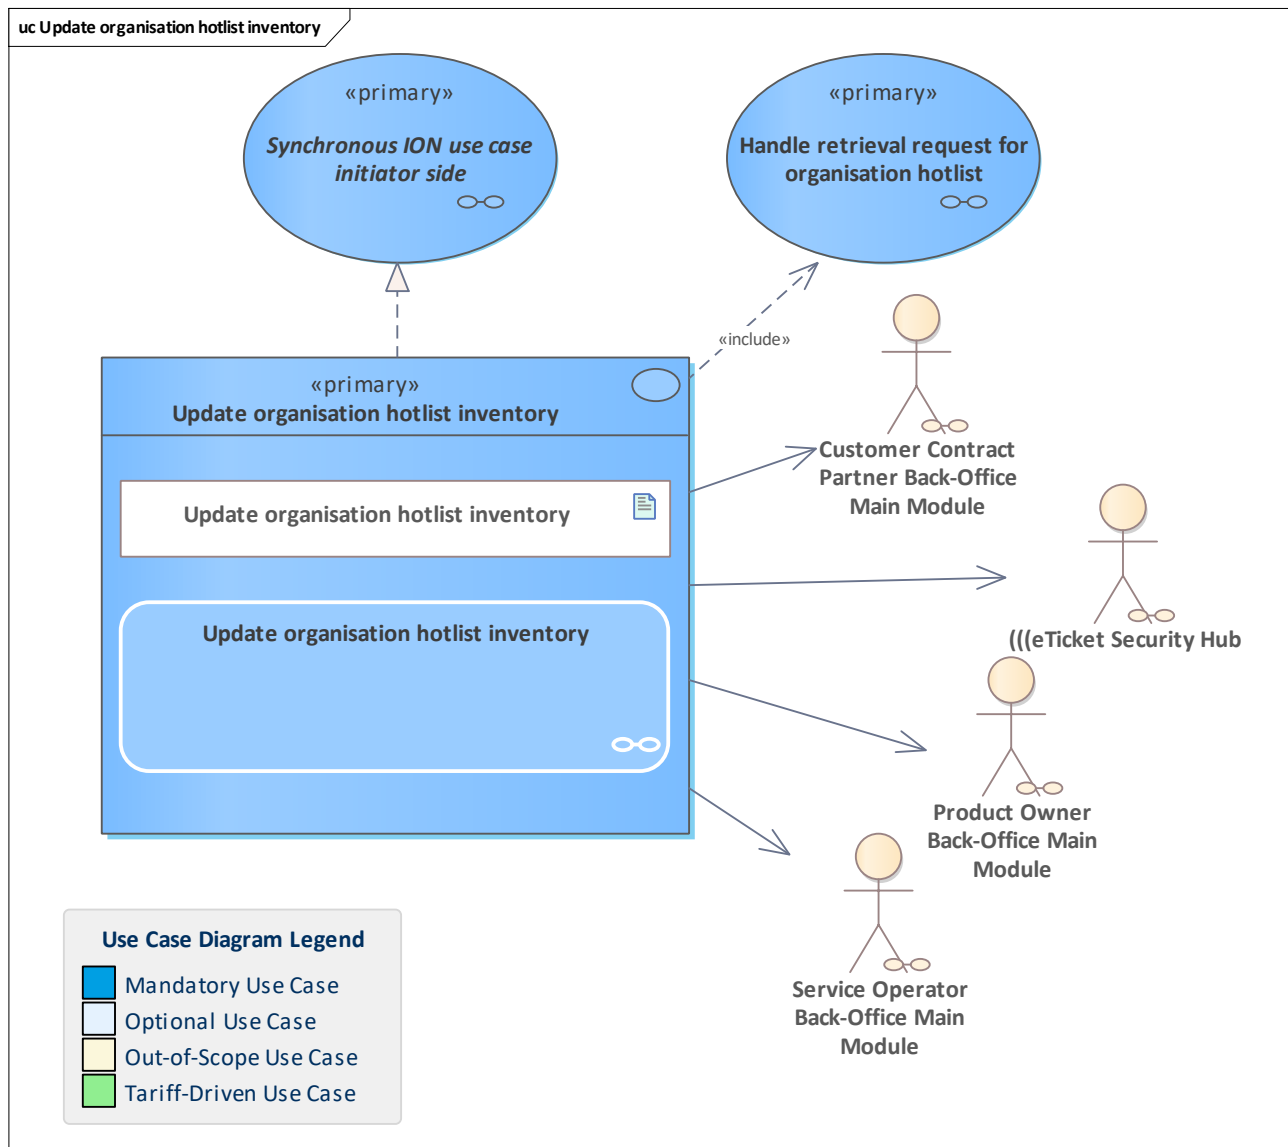 uc Update organisation hotlist inventory
«primary»
Synchronous ION use case
initiator side
«primary»
Handle retrieval request for
organisation hotlist
«include»
«primary»
Update organisation hotlist inventory
Update organisation hotlist inventory
Update organisation hotlist inventory
Customer Contract
Partner Back-Office
Main Module
(((eTicket Security Hub
Product Owner
Back-Office Main
Module
Service Operator
Back-Office Main
Module
Use Case Diagram Legend
Mandatory Use Case
Optional Use Case
Out-of-Scope Use Case
Tariff-Driven Use Case